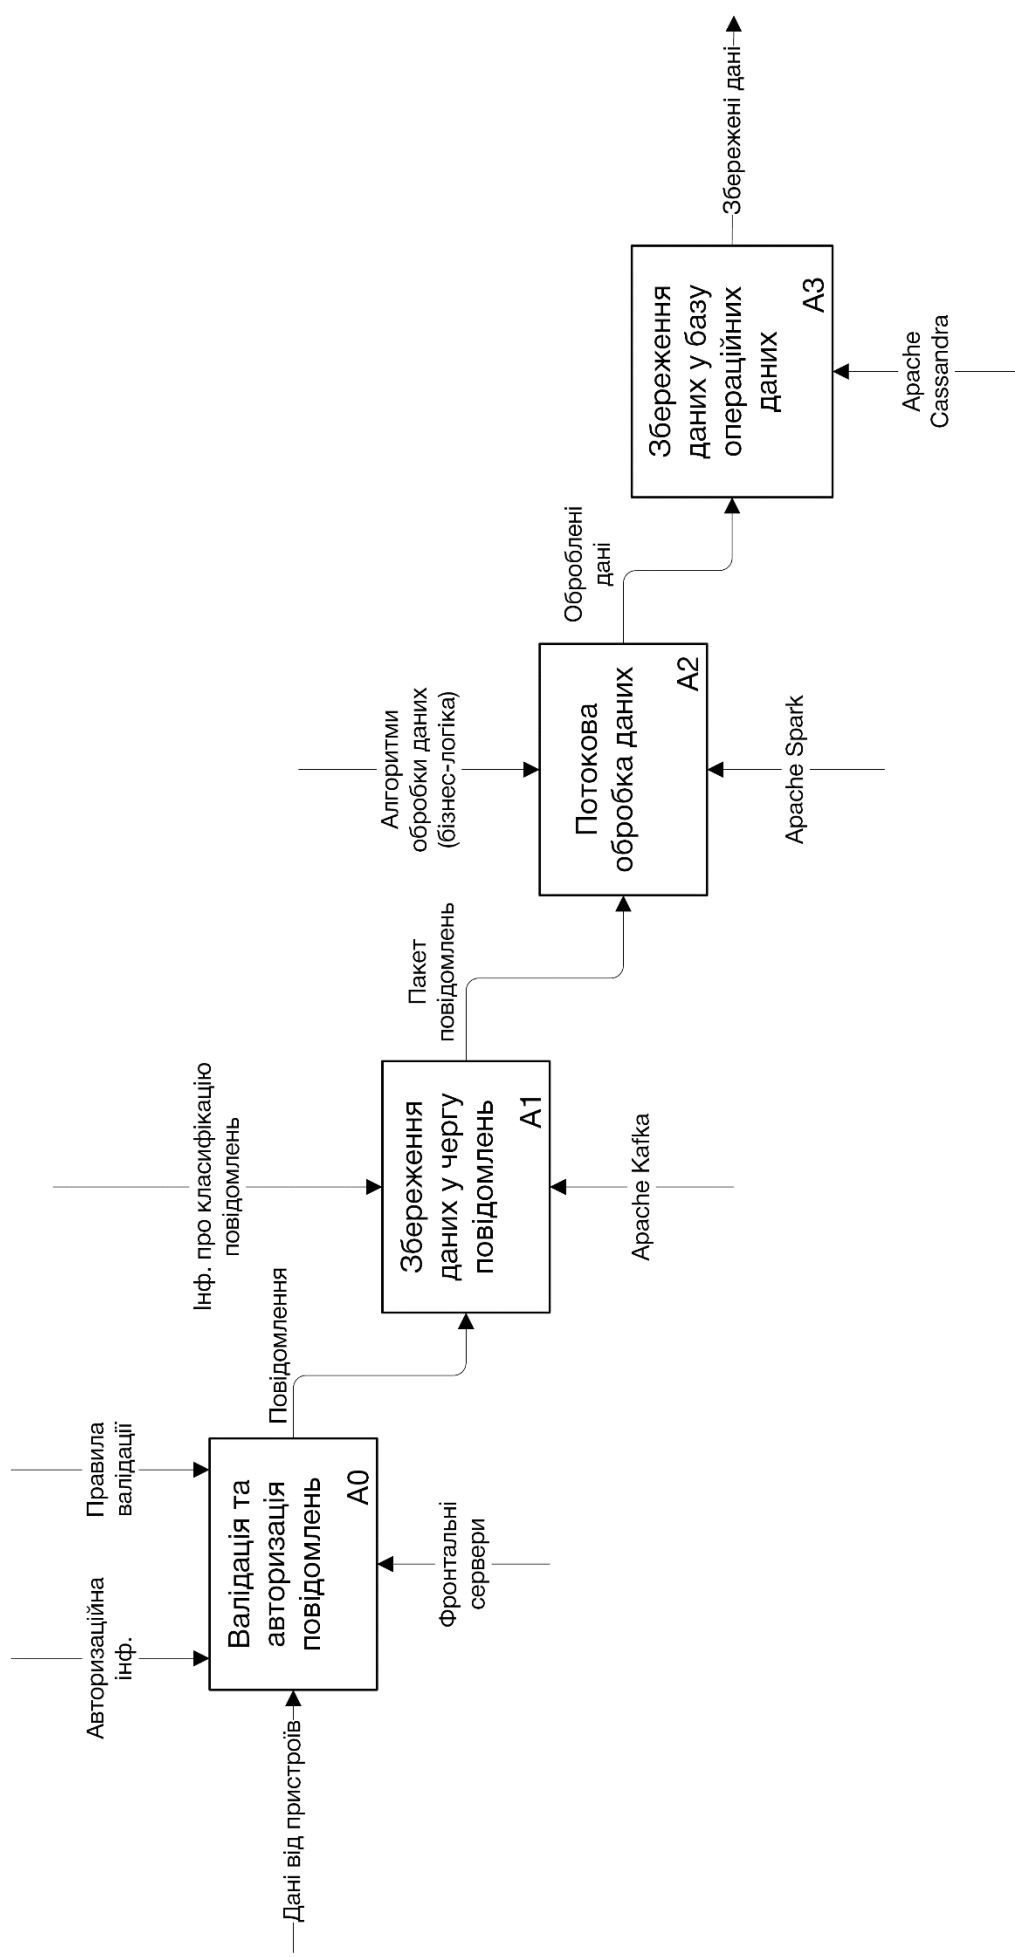 Авторизаційна
інф.
Правила
валідації
Дані від пристроїв
Валідація та
авторизація
повідомлень
A0
Фронтальні
сервери
Повідомлення
Інф. про класифікацію
повідомлень
Збереження
даних у чергу
повідомлень
A1
Apache Kafka
Пакет
повідомлень
Алгоритми
обробки даних
(бізнес-логіка)
Потокова
обробка даних
A2
Apache Spark
Оброблені
дані
Збереження
даних у базу
операційних
даних
A3
Apache
Cassandra
Збережені дані